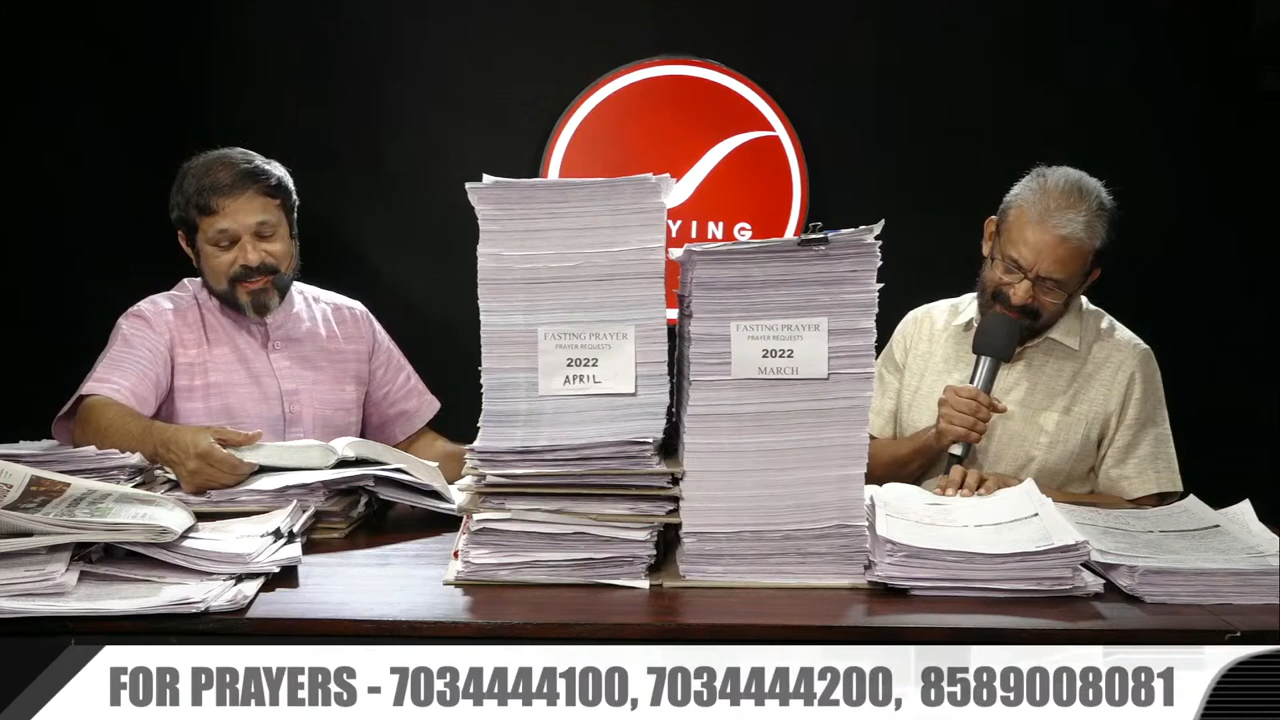 YING
FASTING PRAYER
PRAYER REQUESTS
2022
APRIL
FASTING PRAYER
PRAYER REQUESTS
2022
MARCH
FOR PRAYERS - 7034444100, 7034444200, 8589008081